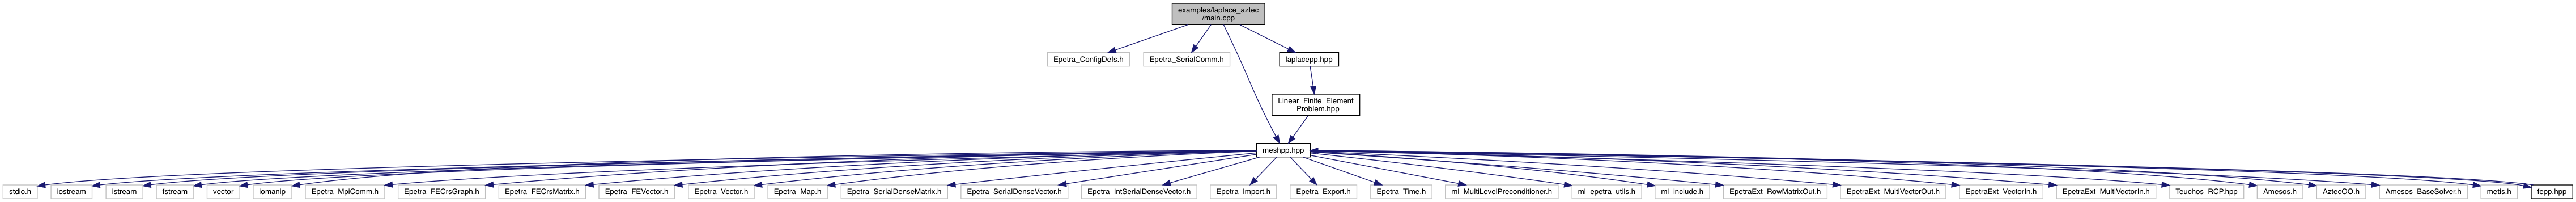 examples/laplace_aztec
/main.cpp
Epetra_ConfigDefs.h
Epetra_SerialComm.h
laplacepp.hpp
Linear_Finite_Element
_Problem.hpp
meshpp.hpp
stdio.h
iostream
istream
fstream
vector
iomanip
Epetra_MpiComm.h
Epetra_FECrsGraph.h
Epetra_FECrsMatrix.h
Epetra_FEVector.h
Epetra_Vector.h
Epetra_Map.h
Epetra_SerialDenseMatrix.h
Epetra_SerialDenseVector.h
Epetra_IntSerialDenseVector.h
Epetra_Import.h
Epetra_Export.h
Epetra_Time.h
ml_MultiLevelPreconditioner.h
ml_epetra_utils.h
ml_include.h
EpetraExt_RowMatrixOut.h
EpetraExt_MultiVectorOut.h
EpetraExt_VectorIn.h
EpetraExt_MultiVectorIn.h
Teuchos_RCP.hpp
Amesos.h
AztecOO.h
Amesos_BaseSolver.h
metis.h
fepp.hpp